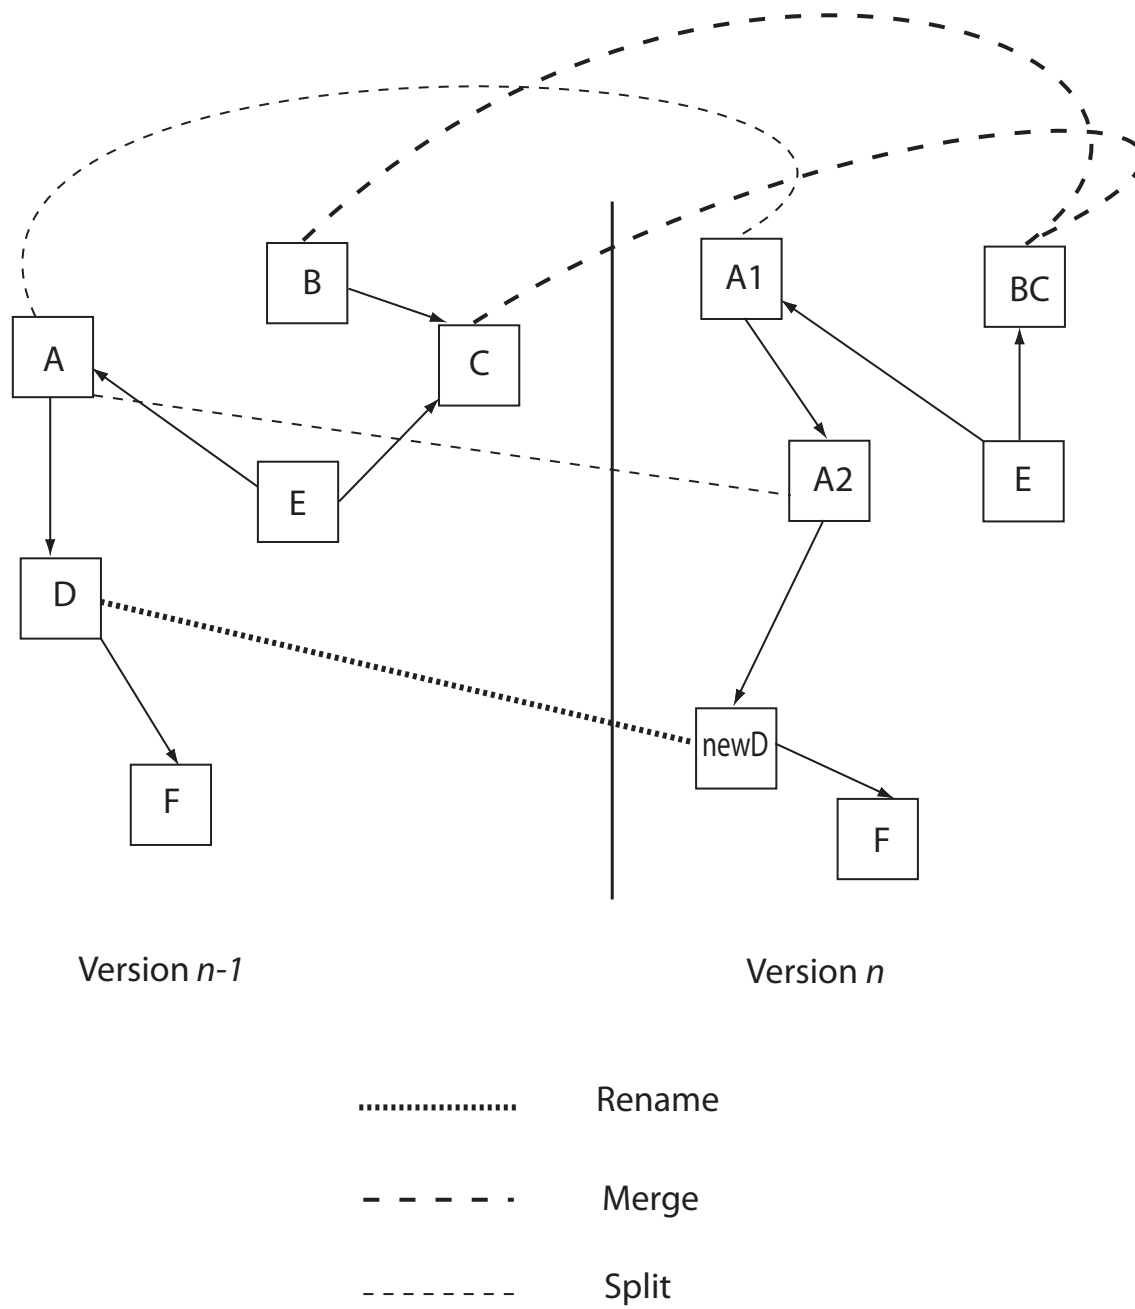 B
A1
BC
A
C
A2
E
E
D
newD
F
F
Version n-1
Version n
Rename
Merge
Split